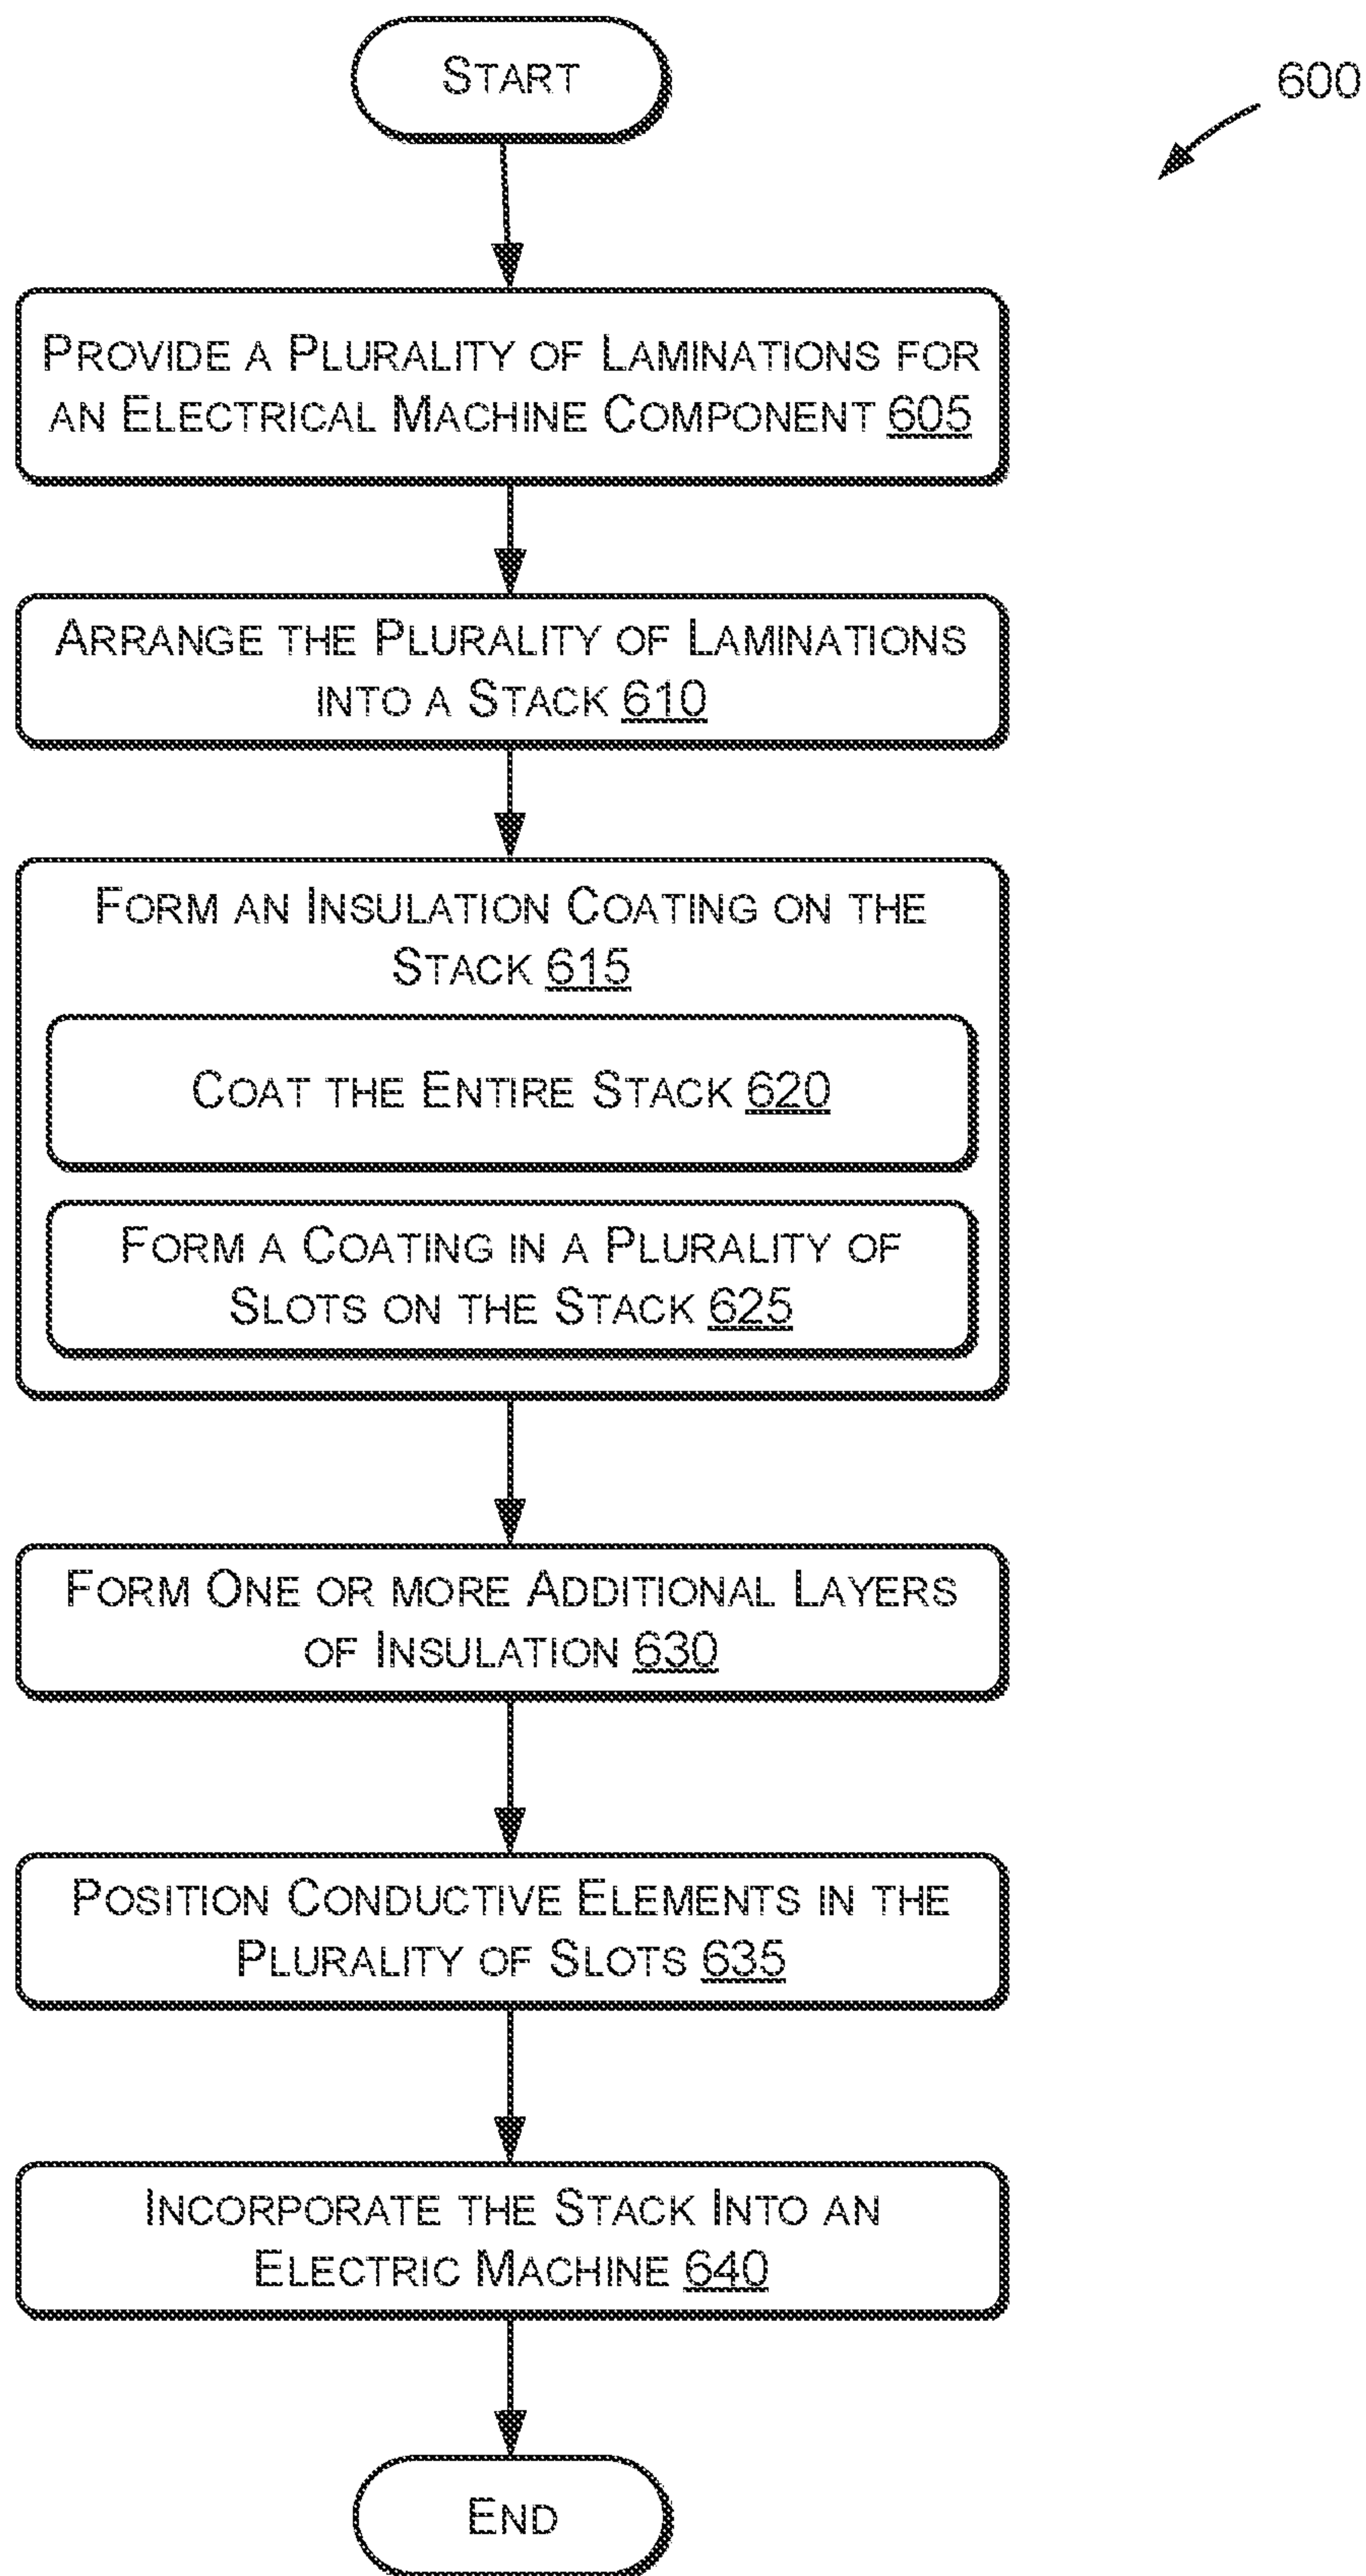 START
600
PROVIDE A PLURALITY OF LAMINATIONS FOR
AN ELECTRICAL MACHINE COMPONENT 605
ARRANGE THE PLURALITY OF LAMINATIONS
INTO A STACK 610
FORM AN INSULATION COATING ON THE
STACK 615
COAT THE ENTIRE STACK 620
FORM A COATING IN A PLURALITY OF
SLOTS ON THE STACK 625
FORM ONE OR MORE ADDITIONAL LAYERS
OF INSULATION 630
POSITION CONDUCTIVE ELEMENTS IN THE
PLURALITY OF SLOTS 635
INCORPORATE THE STACK INTO AN
ELECTRIC MACHINE 640
END